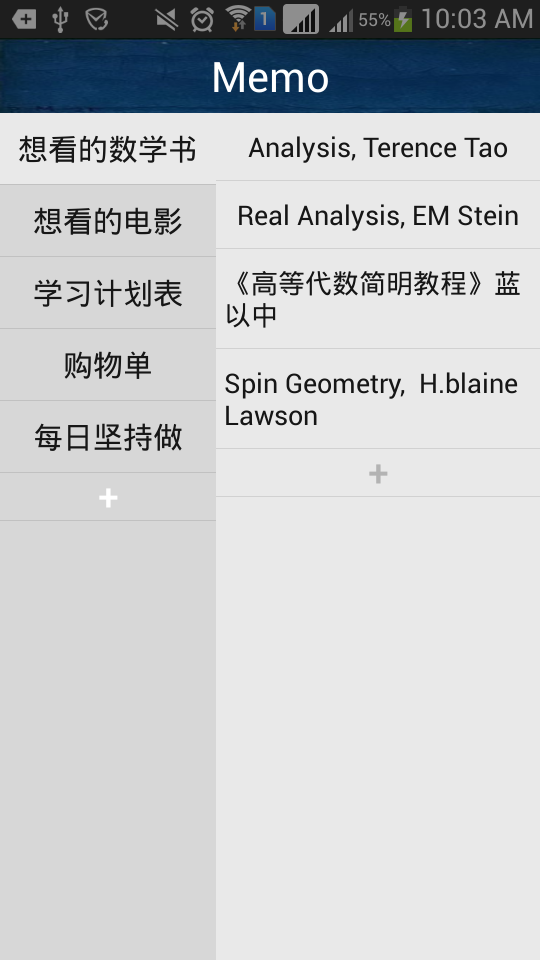 1
55%
10:03 AM
Memo
想看的数学书
想看的电影
学习计划表
购物单
每日坚持做
+
Analysis, Terence Tao
Real Analysis, EM Stein
《高等代数简明教程》蓝
以中
Spin Geometry,  H.blaine
Lawson
+